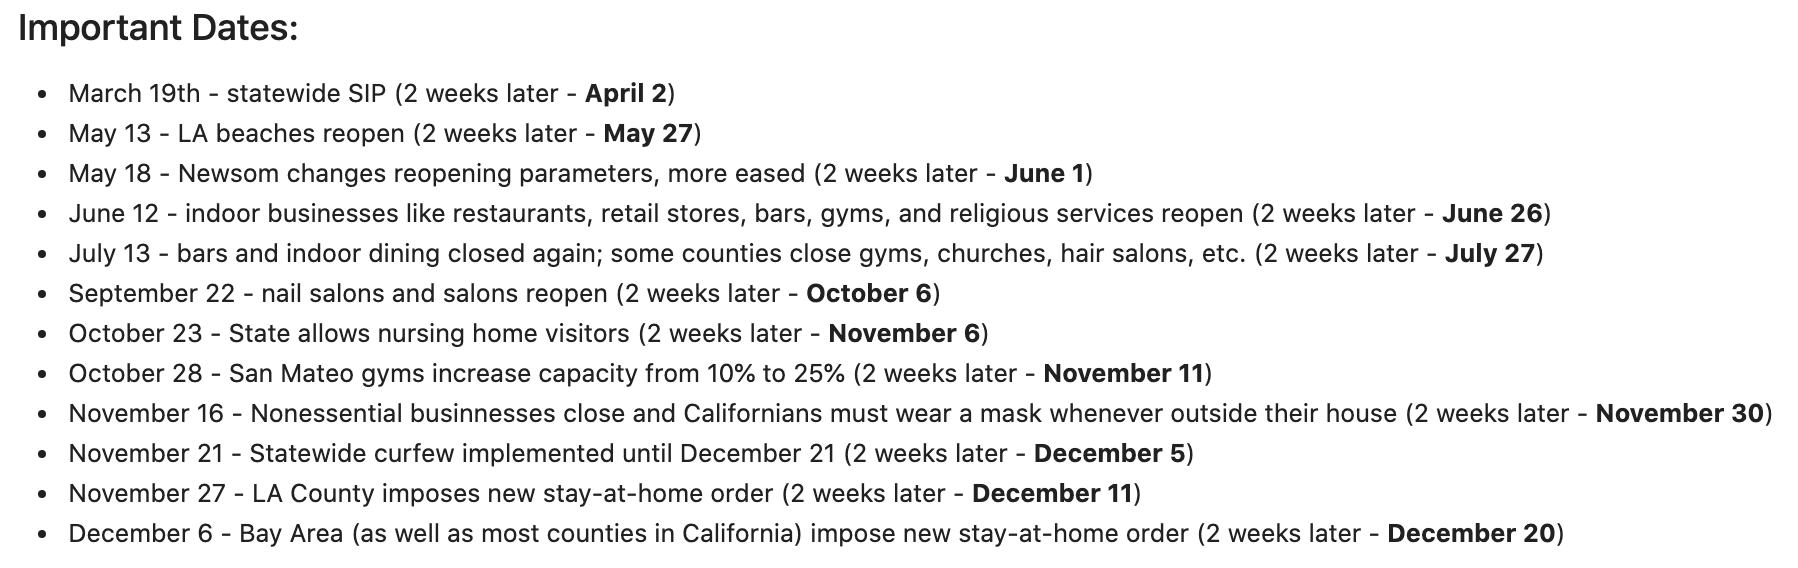 Important Dates:
• March 19th - statewide SIP (2 weeks later - April 2)
• May 13 - LA beaches reopen (2 weeks later - May 27)
• May 18 - Newsom changes reopening parameters, more eased (2 weeks later - June 1)
• June 12 - indoor businesses like restaurants, retail stores, bars, gyms, and religious services reopen (2 weeks later - June 26)
• July 13 - bars and indoor dining closed again; some counties close gyms, churches, hair salons, etc. (2 weeks later - July 27)
• September 22 - nail salons and salons reopen (2 weeks later - October 6)
• October 23 - State allows nursing home visitors (2 weeks later - November 6)
• October 28 - San Mateo gyms increase capacity from 10% to 25% (2 weeks later - November 11)
• November 16 - Nonessential businnesses close and Californians must wear a mask whenever outside their house (2 weeks later - November 30)
• November 21 - Statewide curfew implemented until December 21 (2 weeks later - December 5)
• November 27 - LA County imposes new stay-at-home order (2 weeks later - December 11)
• December 6 - Bay Area (as well as most counties in California) impose new stay-at-home order (2 weeks later - December 20)